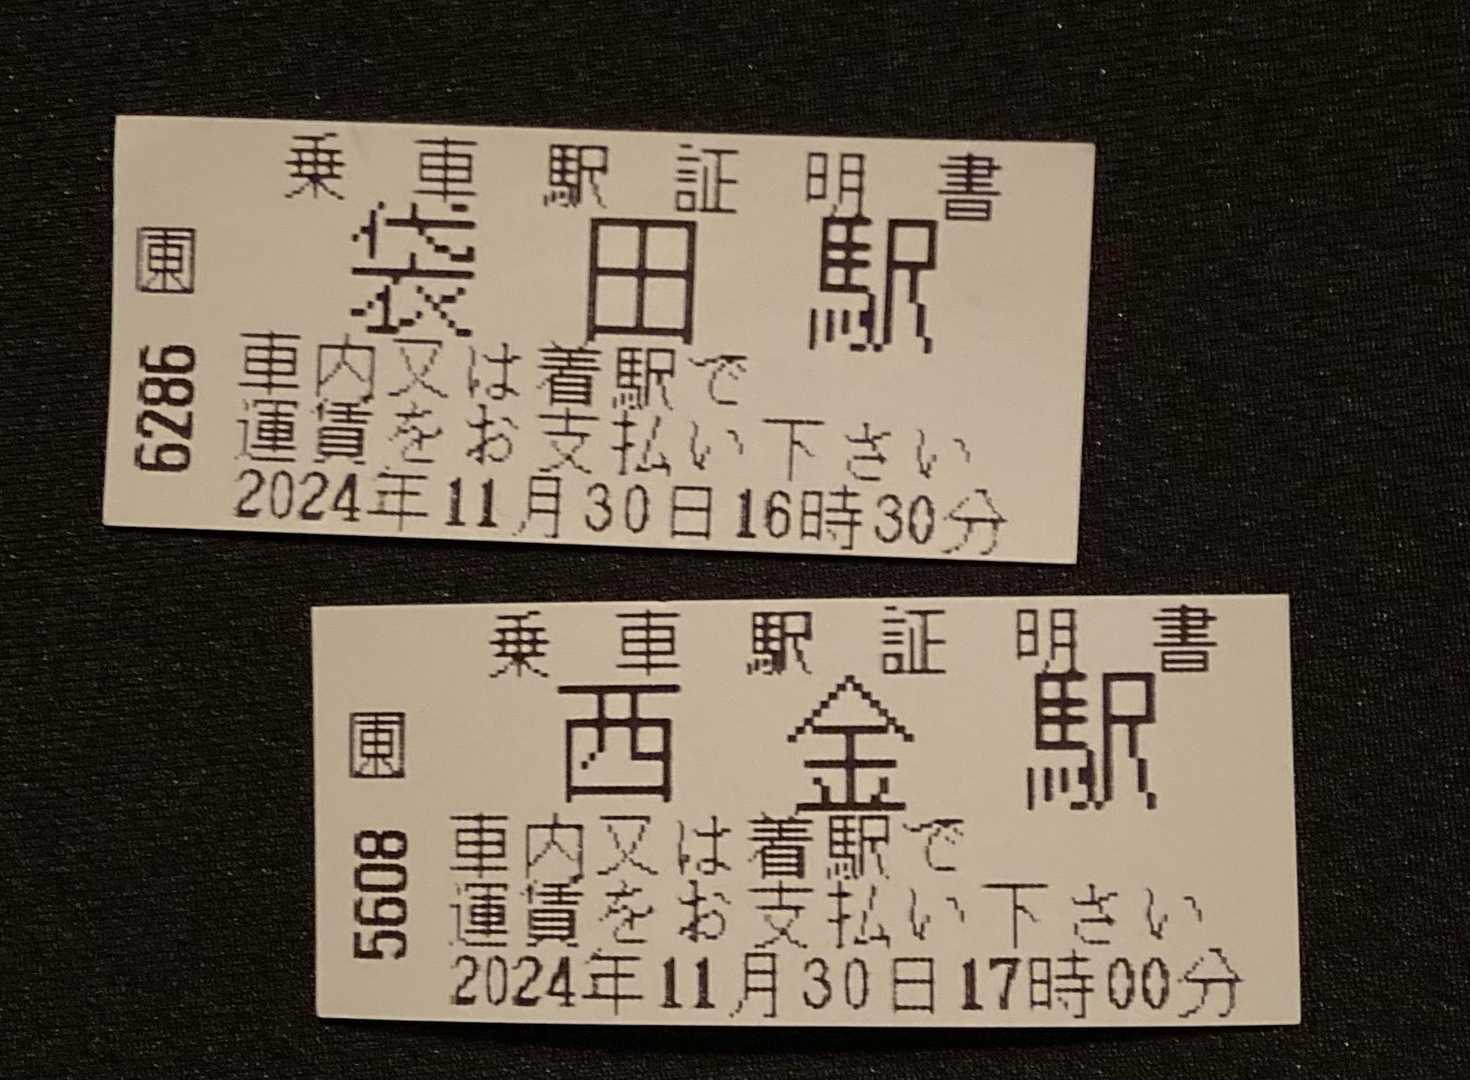 乗車駅証明書
袋田駅
東
6286
車内又は着駅で
運賃をお支払い下さい
2024年11月30日16時30分
乗車駅証明書
西金駅
東
5608
車内又は着駅で
運賃をお支払い下さい
2024年11月30日17時00分